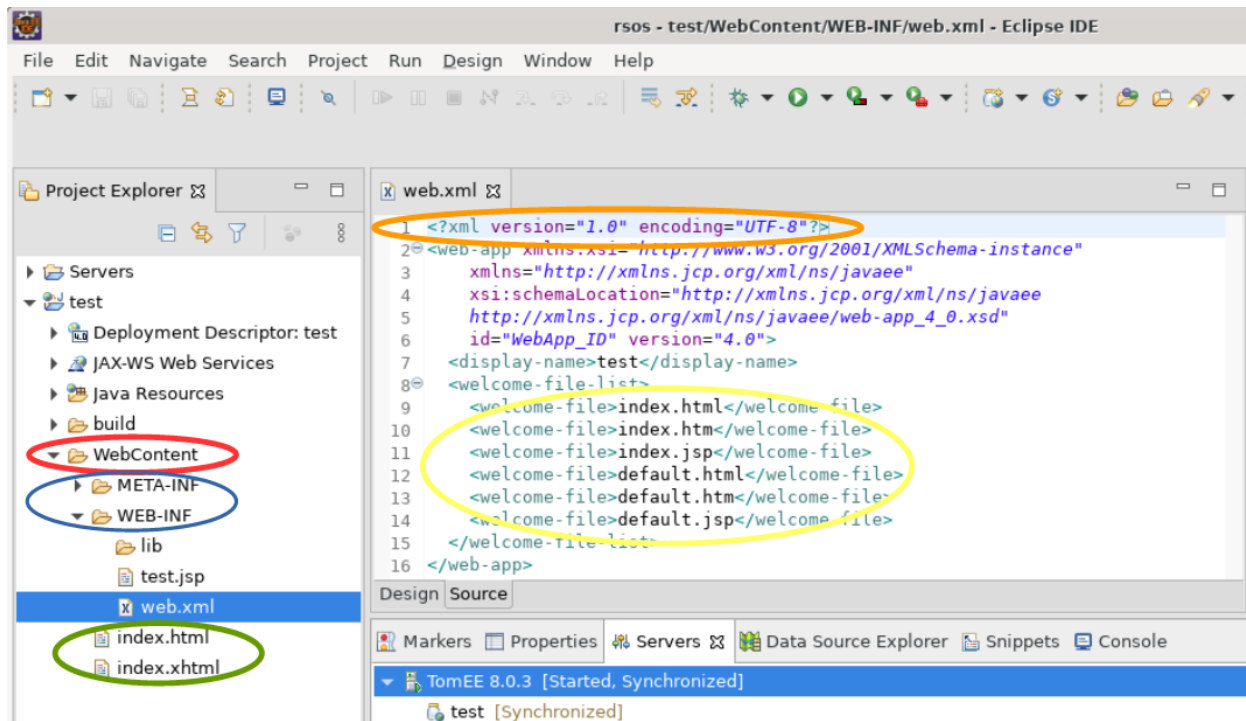 rsos - test/WebContent/WEB-INF/web.xml - Eclipse IDE
File Edit Navigate Search Project Run Design Window Help
Project Explorer
Servers
test
Deployment Descriptor: test
JAX-WS Web Services
Java Resources
build
WebContent
META-INF
WEB-INF
lib
test.jsp
web.xml
index.html
index.xhtml
web.xml
1 <?xml version="1.0" encoding="UTF-8"?>
2 <web-app xmlns:xsi="http://www.w3.org/2001/XMLSchema-instance"
3 xmlns="http://xmlns.jcp.org/xml/ns/javaee"
4 xsi:schemaLocation="http://xmlns.jcp.org/xml/ns/javaee
5 http://xmlns.jcp.org/xml/ns/javaee/web-app_4_0.xsd"
6 id="WebApp_ID" version="4.0">
7 <display-name>test</display-name>
8 <welcome-file-list>
9 <welcome-file>index.html</welcome-file>
10 <welcome-file>index.htm</welcome-file>
11 <welcome-file>index.jsp</welcome-file>
12 <welcome-file>default.html</welcome-file>
13 <welcome-file>default.htm</welcome-file>
14 <welcome-file>default.jsp</welcome-file>
15 </welcome-file-list>
16 </web-app>
Design Source
Markers Properties Servers Data Source Explorer Snippets Console
TomEE 8.0.3 [Started, Synchronized]
test [Synchronized]